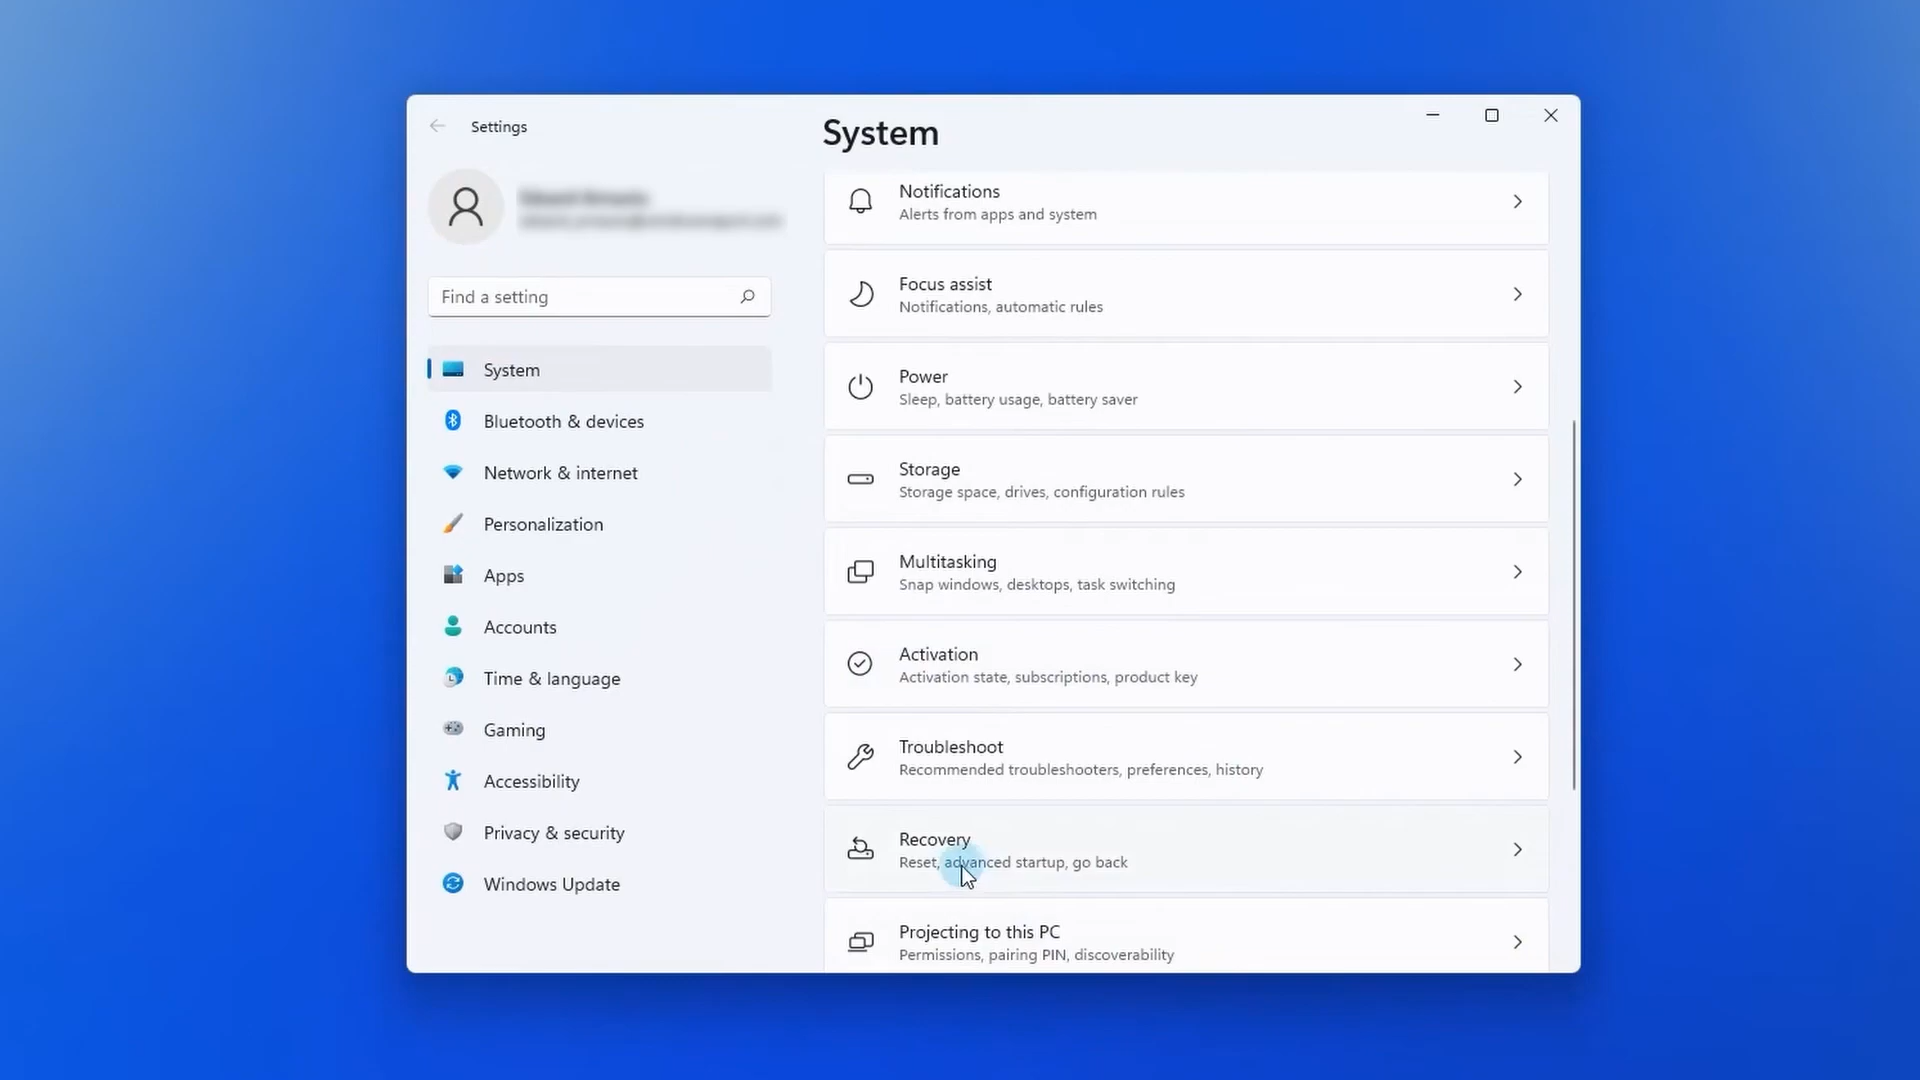 Settings
System
Find a setting
System
Bluetooth & devices
Network & internet
Personalization
Apps
Accounts
Time & language
Gaming
Accessibility
Privacy & security
Windows Update
Notifications
Alerts from apps and system
Focus assist
Notifications, automatic rules
Power
Sleep, battery usage, battery saver
Storage
Storage space, drives, configuration rules
Multitasking
Snap windows, desktops, task switching
Activation
Activation state, subscriptions, product key
Troubleshoot
Recommended troubleshooters, preferences, history
Recovery
Reset, advanced startup, go back
Projecting to this PC
Permissions, pairing PIN, discoverability